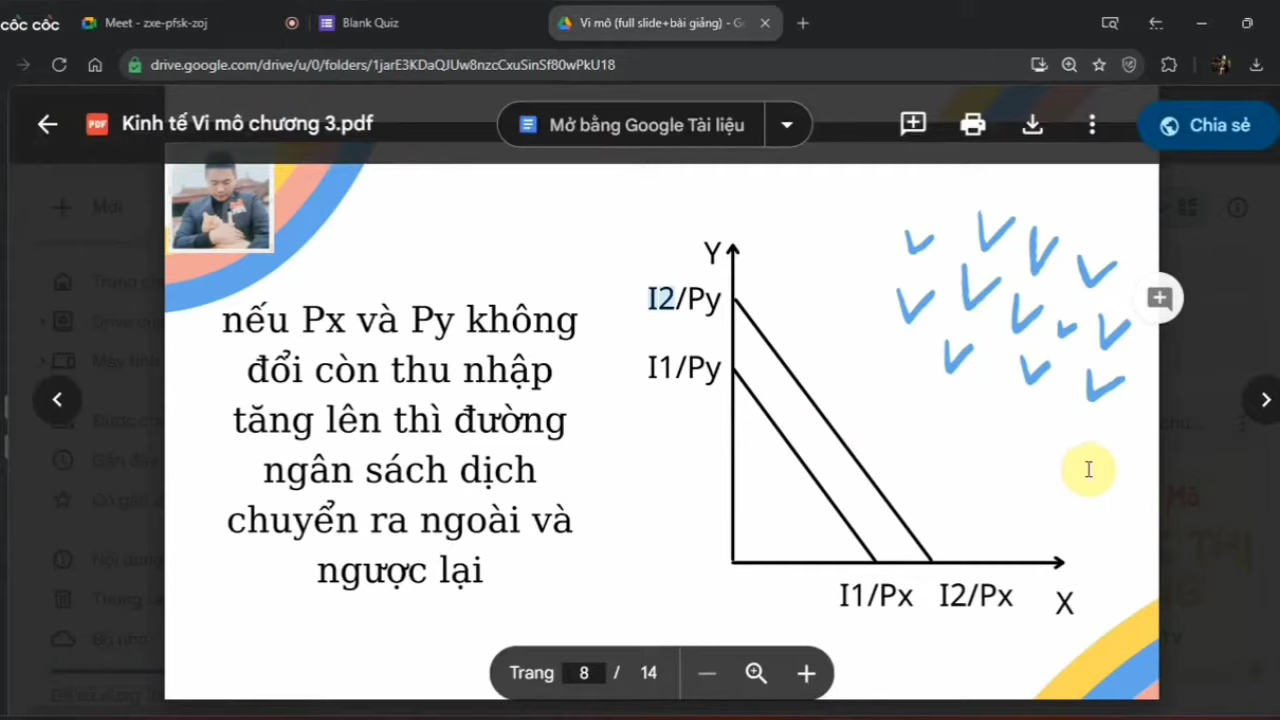 cốc cốc
Meet - zxe-pfsk-zoj
Blank Quiz
Vi mô (full slide+bài giảng) - G
drive.google.com/drive/u/0/folders/1jarE3KDaQJUw8nzcCxuSinSf80wPkU18
PDF
Kinh tế Vi mô chương 3.pdf
Mở bằng Google Tài liệu
Chia sẻ
Mới
nếu Px và Py không
đổi còn thu nhập
tăng lên thì đường
ngân sách dịch
chuyển ra ngoài và
ngược lại
Y
I2/Py
I1/Py
I1/Px
I2/Px
X
Trang 8 / 14